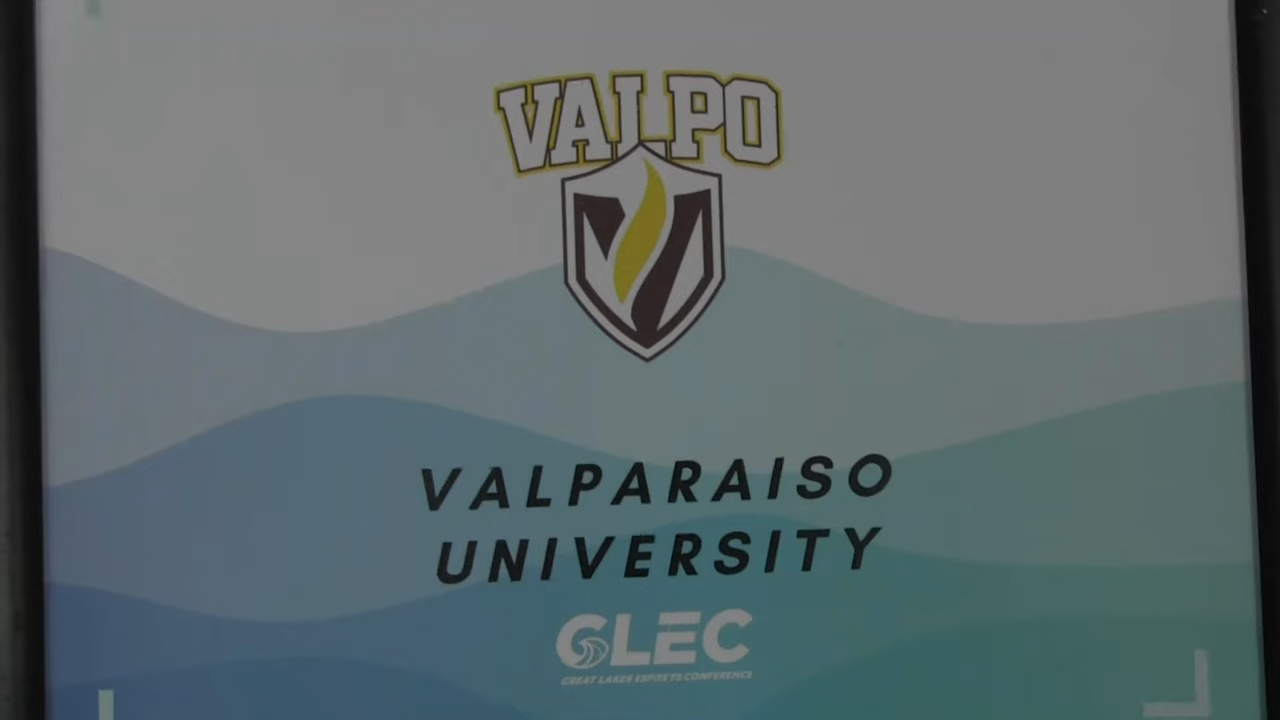 VALPO
VALPARAISO
UNIVERSITY
GLEC
GREAT LAKES ESPORTS CONFERENCE